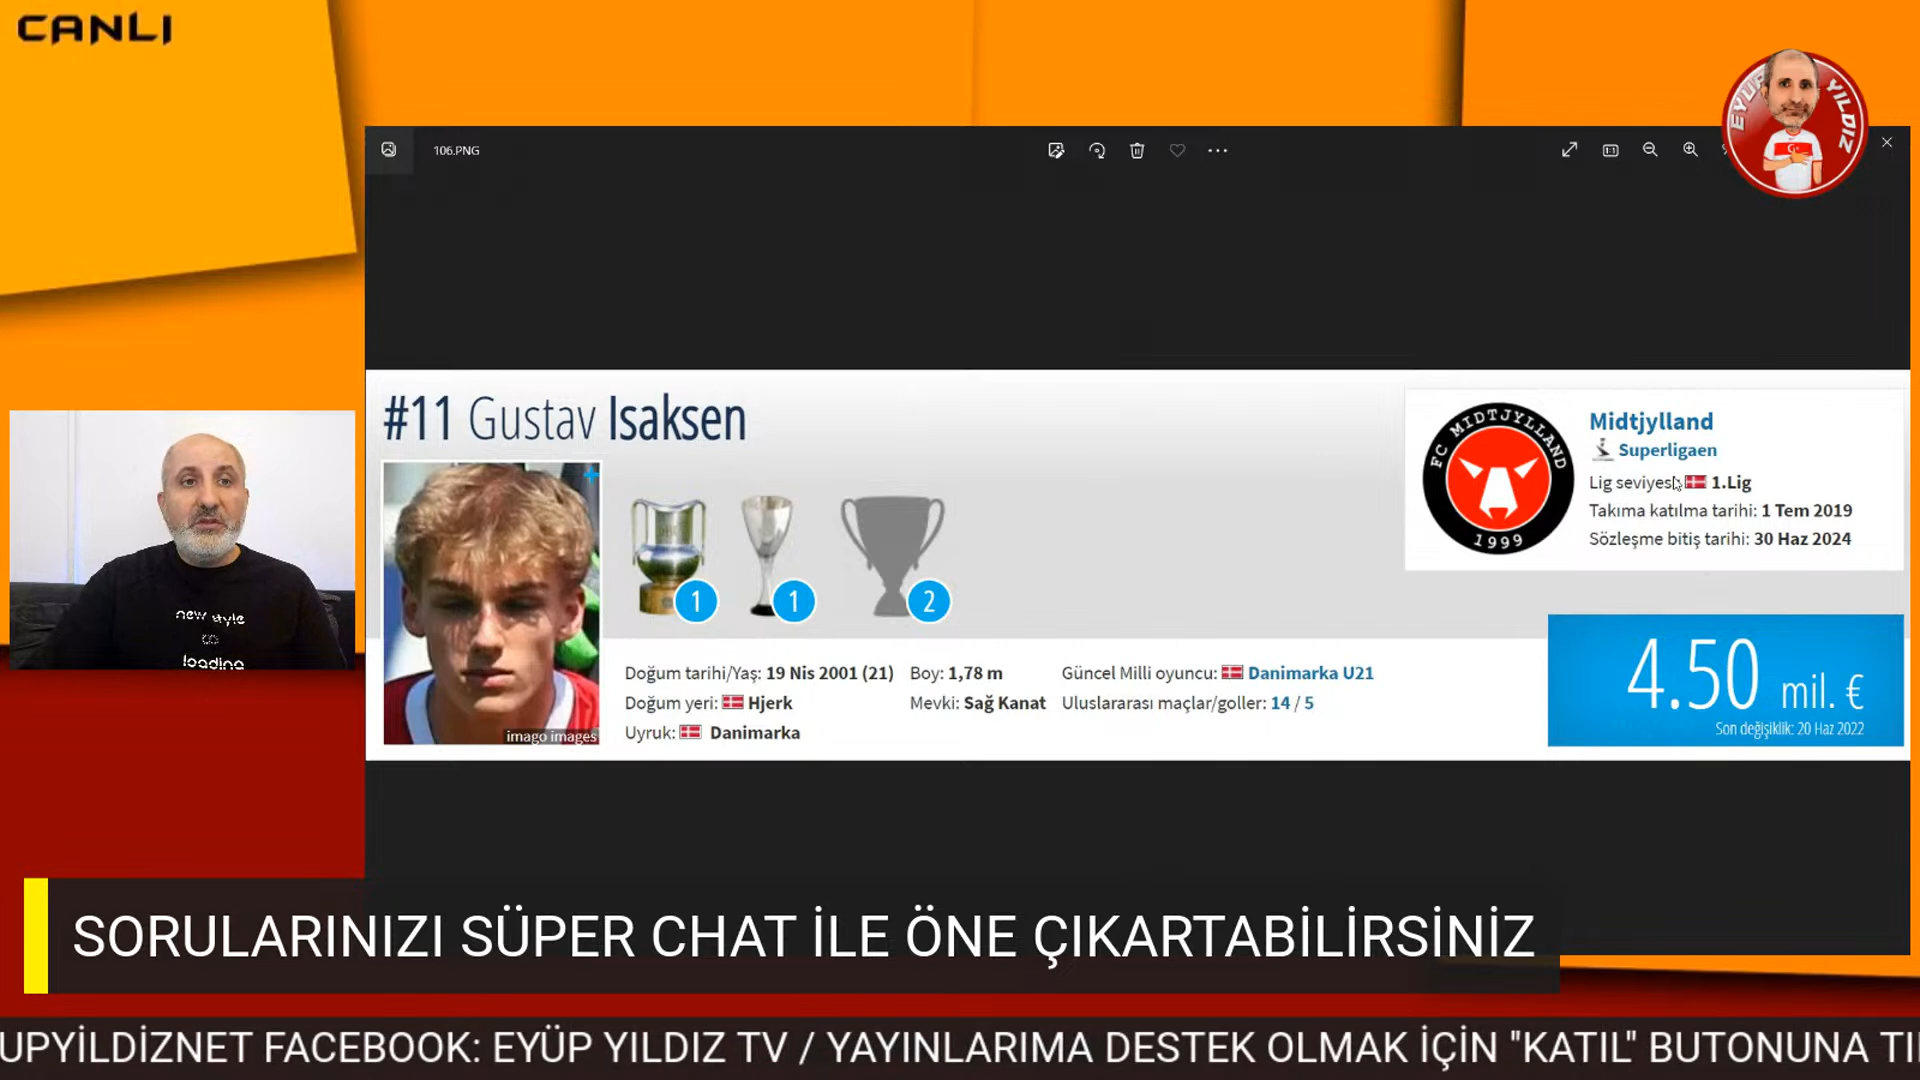 CANLI
EYÜP YILDIZ
106.PNG
#11 Gustav Isaksen
FC MIDTJYLLAND
1999
Midtjylland
Superligaen
Lig seviyesi 1.Lig
Takıma katılma tarihi: 1 Tem 2019
Sözleşme bitiş tarihi: 30 Haz 2024
1
1
2
imago images
Doğum tarihi/Yaş: 19 Nis 2001 (21)
Doğum yeri: Hjerk
Uyruk: Danimarka
Boy: 1,78 m
Mevki: Sağ Kanat
Güncel Milli oyuncu: Danimarka U21
Uluslararası maçlar/goller: 14 / 5
4.50 mil. €
Son değişiklik: 20 Haz 2022
new style
loading
SORULARINIZI SÜPER CHAT İLE ÖNE ÇIKARTABİLİRSİNİZ
UPYİLDİZNET FACEBOOK: EYÜP YILDIZ TV / YAYINLARIMA DESTEK OLMAK İÇİN "KATIL" BUTONUNA TI